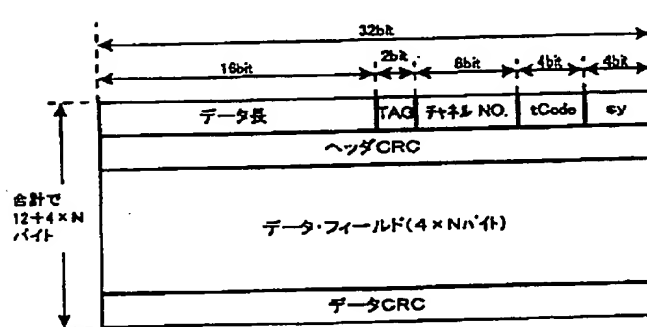 32bit
16bit
2bit
6bit
4bit
4bit
データ長
TAG
チャネル NO.
tCode
sy
ヘッダCRC
合計で
12+4×N
バイト
データ・フィールド(4×Nバイト)
データCRC